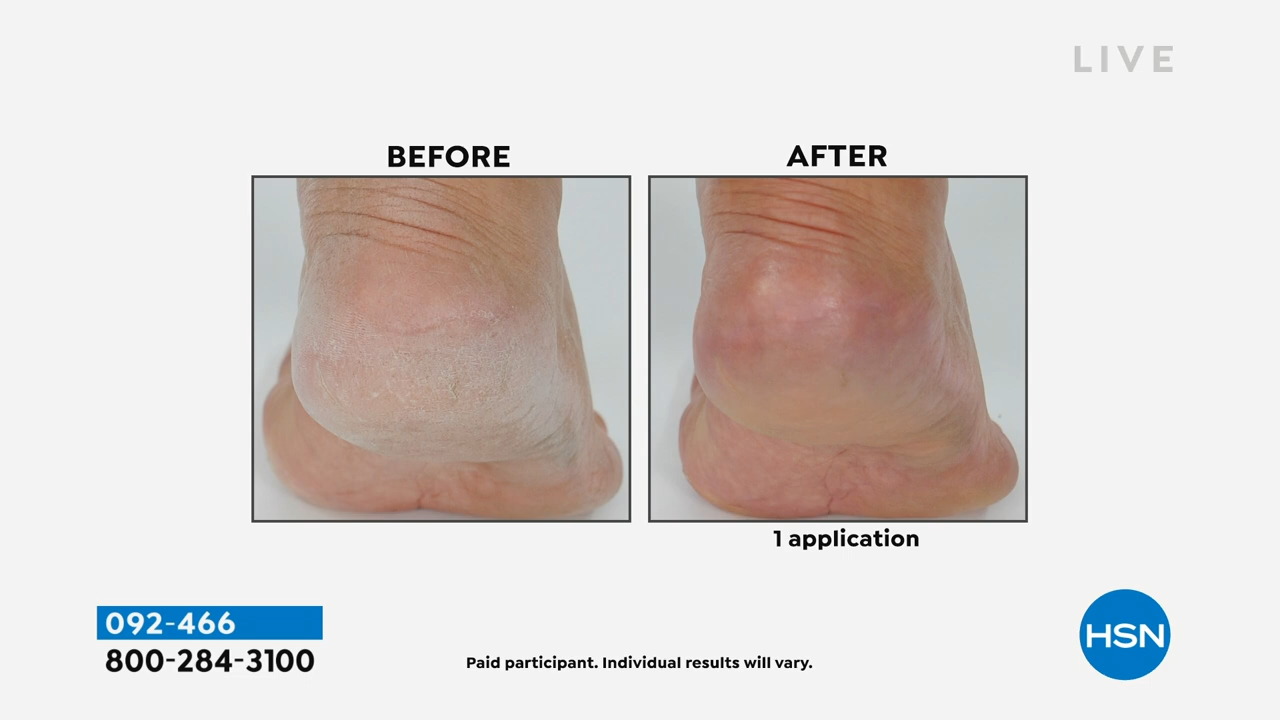 LIVE
BEFORE
AFTER
1 application
092-466
800-284-3100
Paid participant. Individual results will vary.
HSN